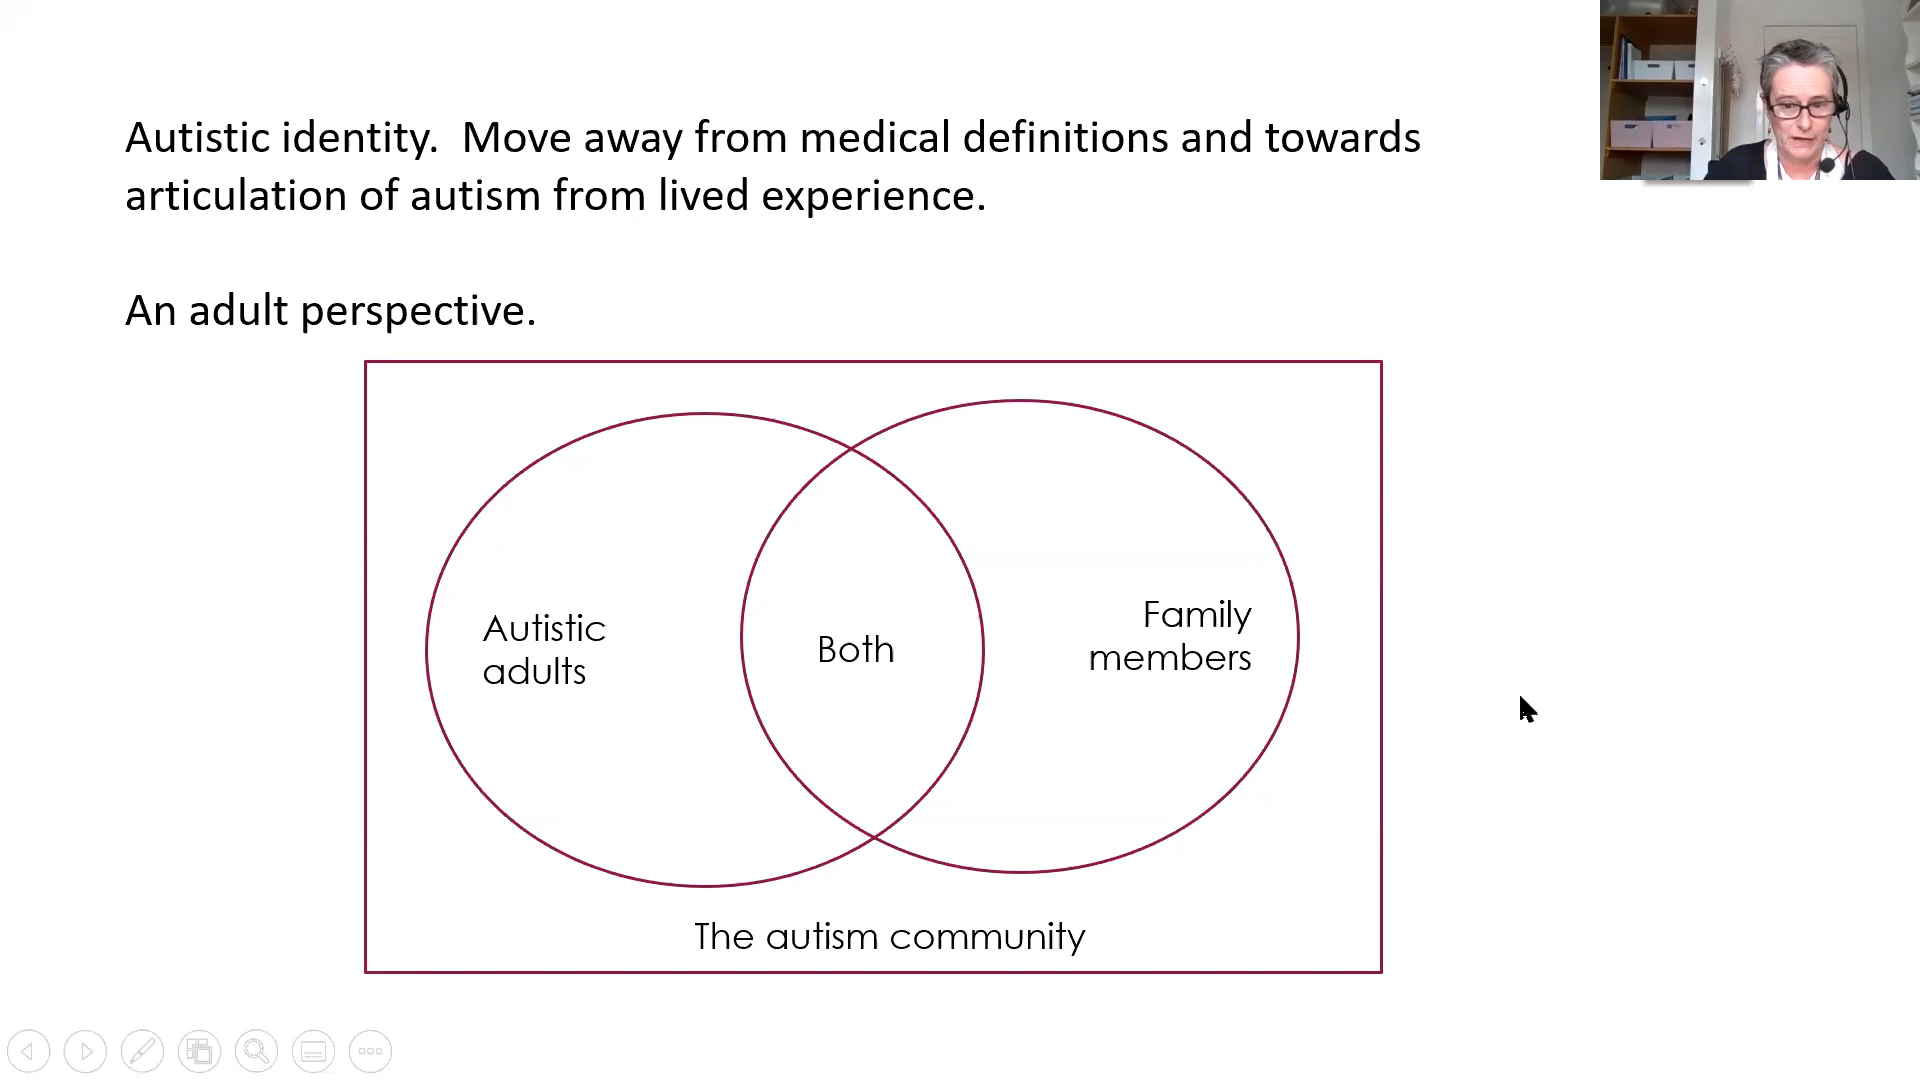 Autistic identity.  Move away from medical definitions and towards
articulation of autism from lived experience.
An adult perspective.
Autistic
adults
Both
Family
members
The autism community